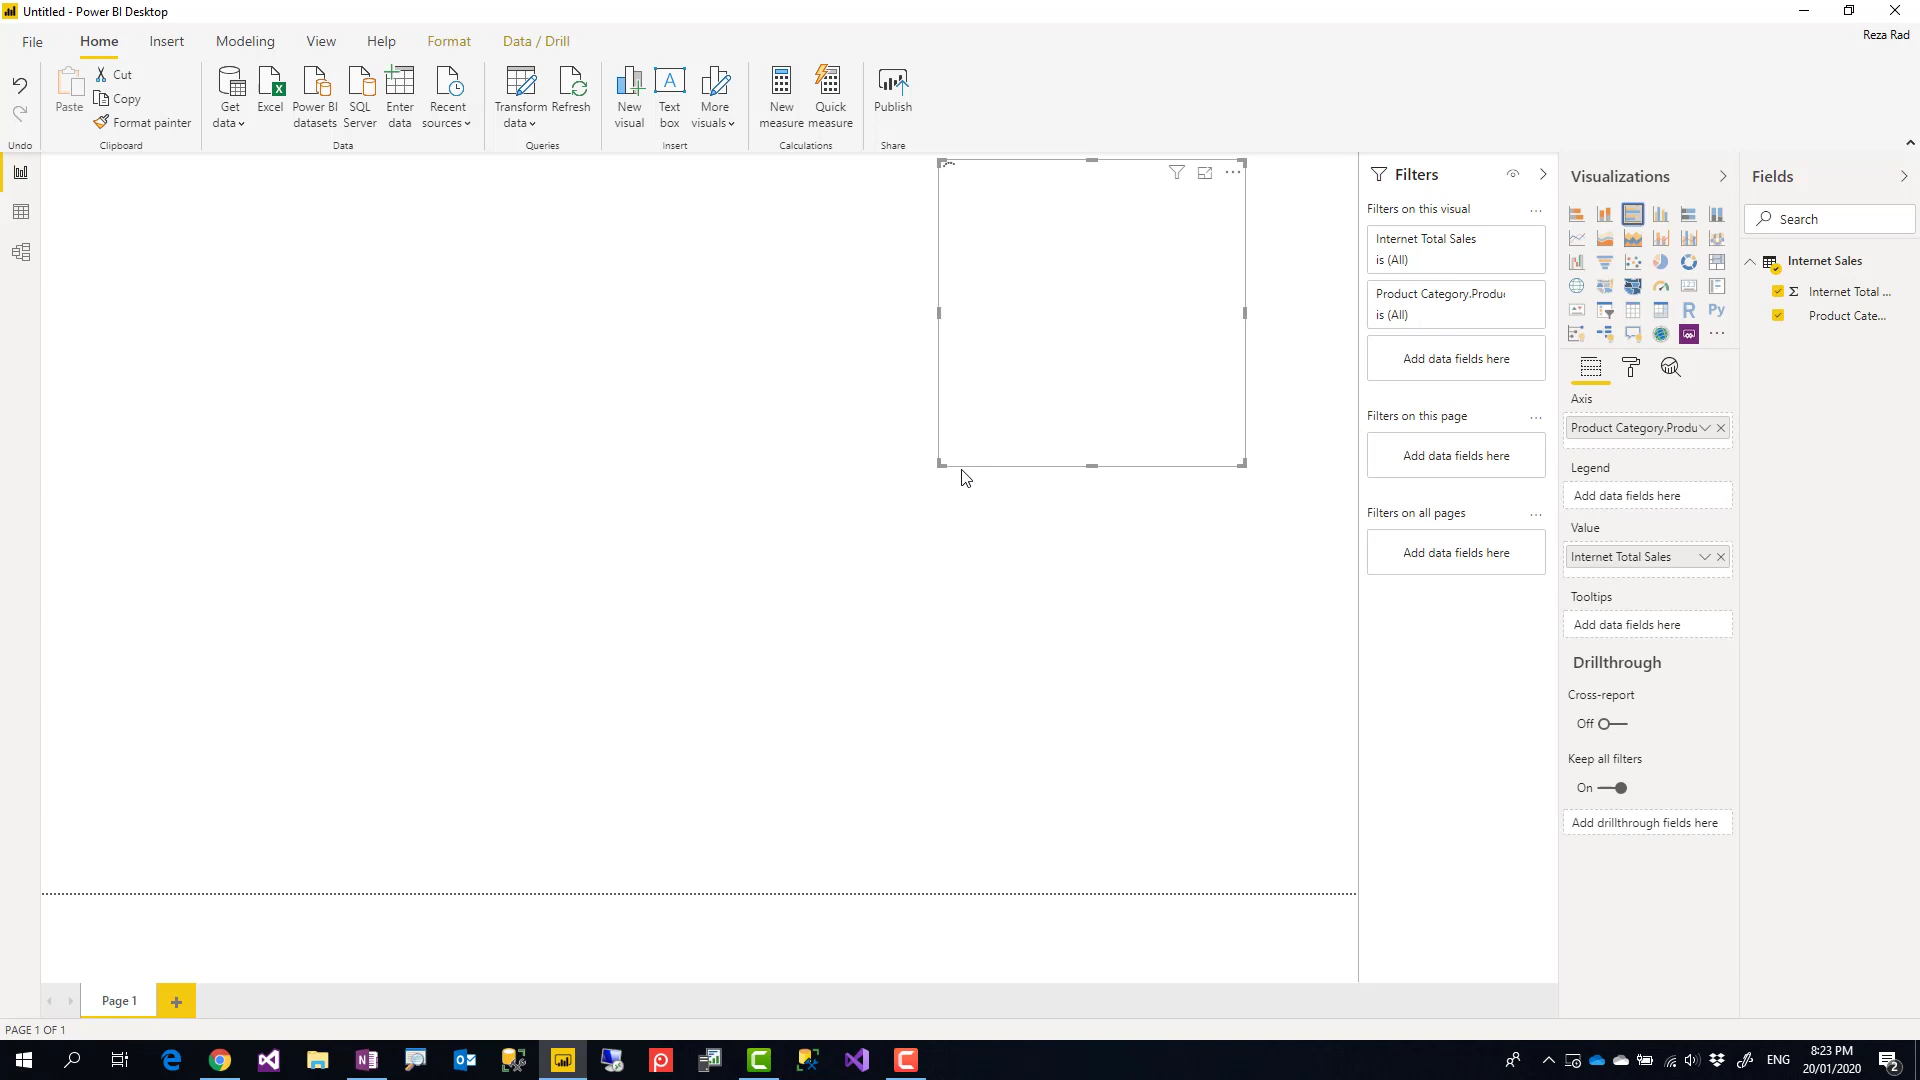 Untitled - Power BI Desktop
Reza Rad
File
Home
Insert
Modeling
View
Help
Format
Data / Drill
Paste
Cut
Copy
Format painter
Get data
Excel
Power BI datasets
SQL Server
Enter data
Recent sources
Transform data
Refresh
New visual
Text box
More visuals
New measure
Quick measure
Publish
Undo
Clipboard
Data
Queries
Insert
Calculations
Share
Filters
Filters on this visual
Internet Total Sales
is (All)
Product Category.Produc
is (All)
Add data fields here
Filters on this page
Add data fields here
Filters on all pages
Add data fields here
Visualizations
R
Py
Axis
Product Category.Produ
Legend
Add data fields here
Value
Internet Total Sales
Tooltips
Add data fields here
Drillthrough
Cross-report
Off
Keep all filters
On
Add drillthrough fields here
Fields
Search
Internet Sales
Internet Total ...
Product Cate...
Page 1
PAGE 1 OF 1
ENG
8:23 PM
20/01/2020
2